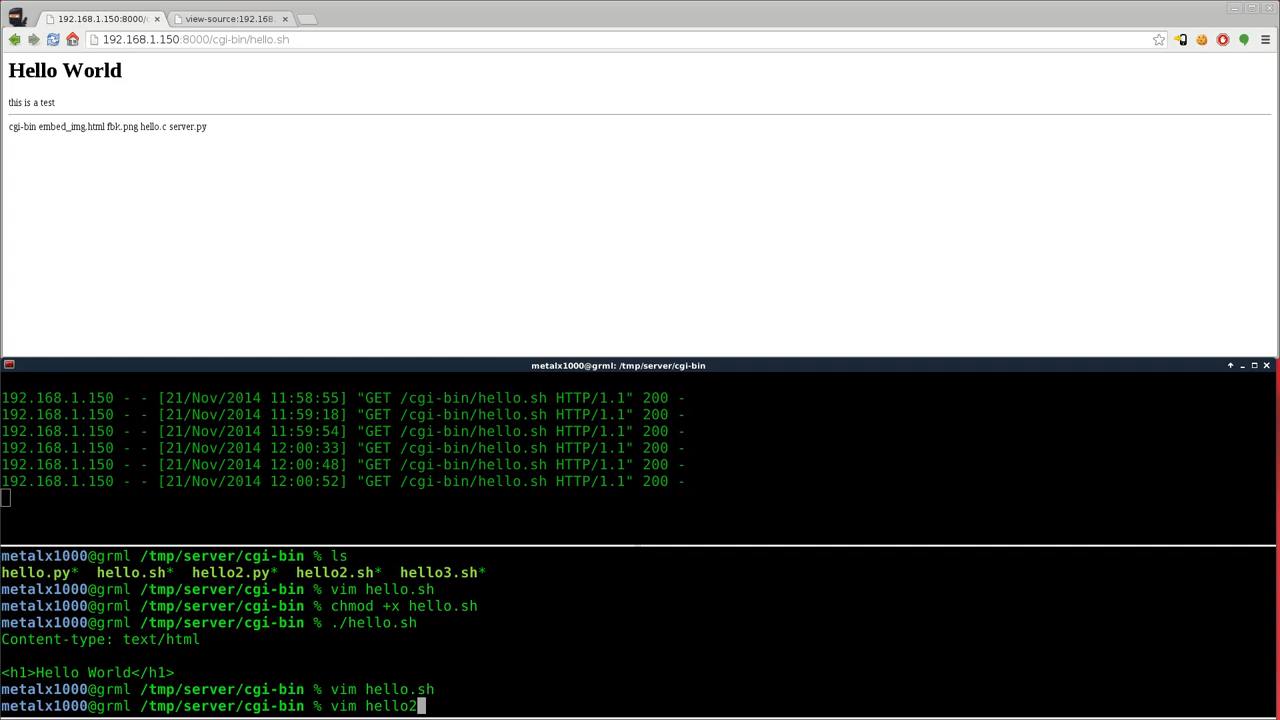 192.168.1.150:8000/c
view-source:192.168.
192.168.1.150:8000/cgi-bin/hello.sh
Hello World
this is a test
cgi-bin embed_img.html fbk.png hello.c server.py
metalx1000@grml: /tmp/server/cgi-bin
192.168.1.150 - - [21/Nov/2014 11:58:55] "GET /cgi-bin/hello.sh HTTP/1.1" 200 -
192.168.1.150 - - [21/Nov/2014 11:59:18] "GET /cgi-bin/hello.sh HTTP/1.1" 200 -
192.168.1.150 - - [21/Nov/2014 11:59:54] "GET /cgi-bin/hello.sh HTTP/1.1" 200 -
192.168.1.150 - - [21/Nov/2014 12:00:33] "GET /cgi-bin/hello.sh HTTP/1.1" 200 -
192.168.1.150 - - [21/Nov/2014 12:00:48] "GET /cgi-bin/hello.sh HTTP/1.1" 200 -
192.168.1.150 - - [21/Nov/2014 12:00:52] "GET /cgi-bin/hello.sh HTTP/1.1" 200 -
metalx1000@grml /tmp/server/cgi-bin % ls
hello.py* hello.sh* hello2.py* hello2.sh* hello3.sh*
metalx1000@grml /tmp/server/cgi-bin % vim hello.sh
metalx1000@grml /tmp/server/cgi-bin % chmod +x hello.sh
metalx1000@grml /tmp/server/cgi-bin % ./hello.sh
Content-type: text/html
<h1>Hello World</h1>
metalx1000@grml /tmp/server/cgi-bin % vim hello.sh
metalx1000@grml /tmp/server/cgi-bin % vim hello2